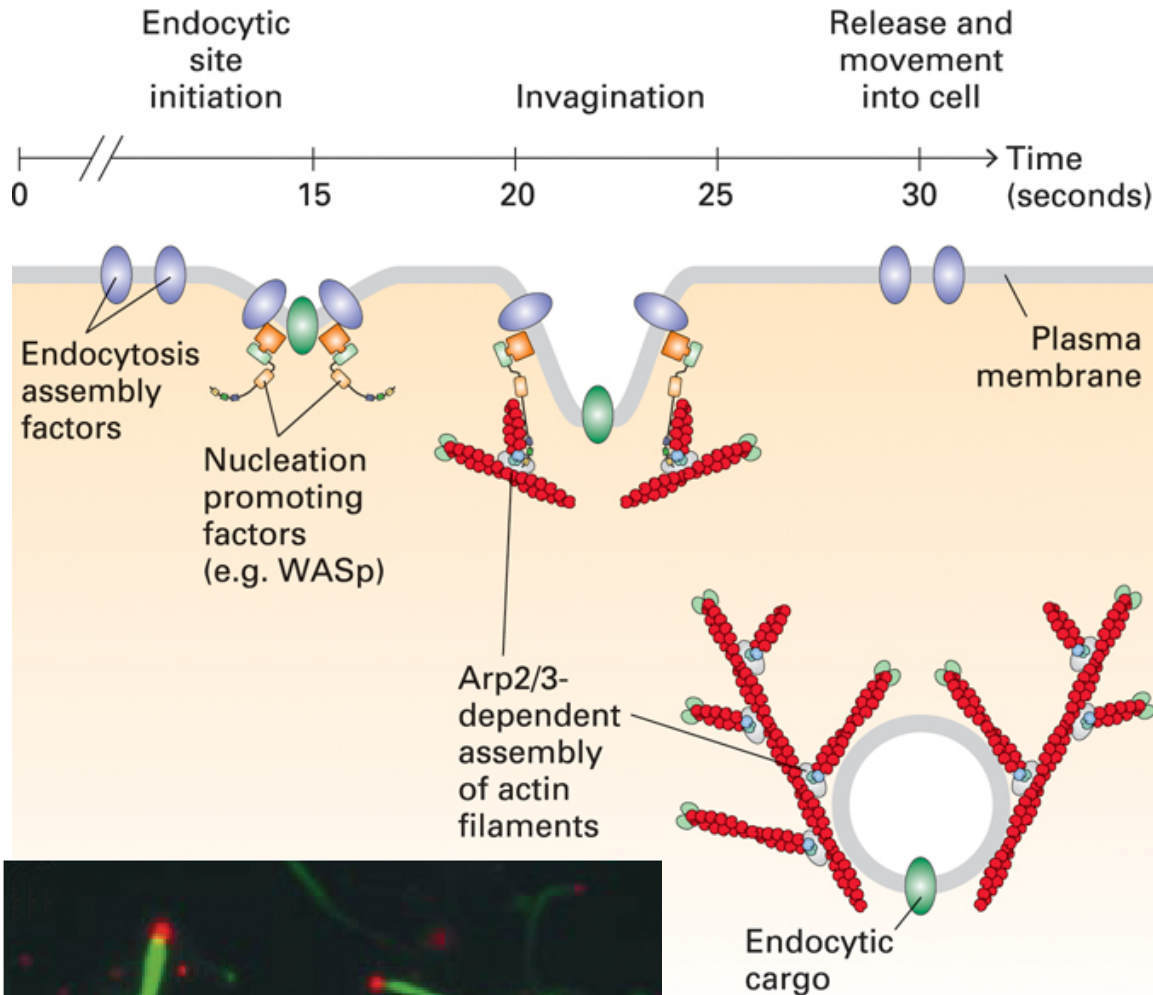 Endocytic
site
initiation
Invagination
Release and
movement
into cell
Time
(seconds)
0
15
20
25
30
Endocytosis
assembly
factors
Nucleation
promoting
factors
(e.g. WASp)
Plasma
membrane
Arp2/3-
dependent
assembly
of actin
filaments
Endocytic
cargo